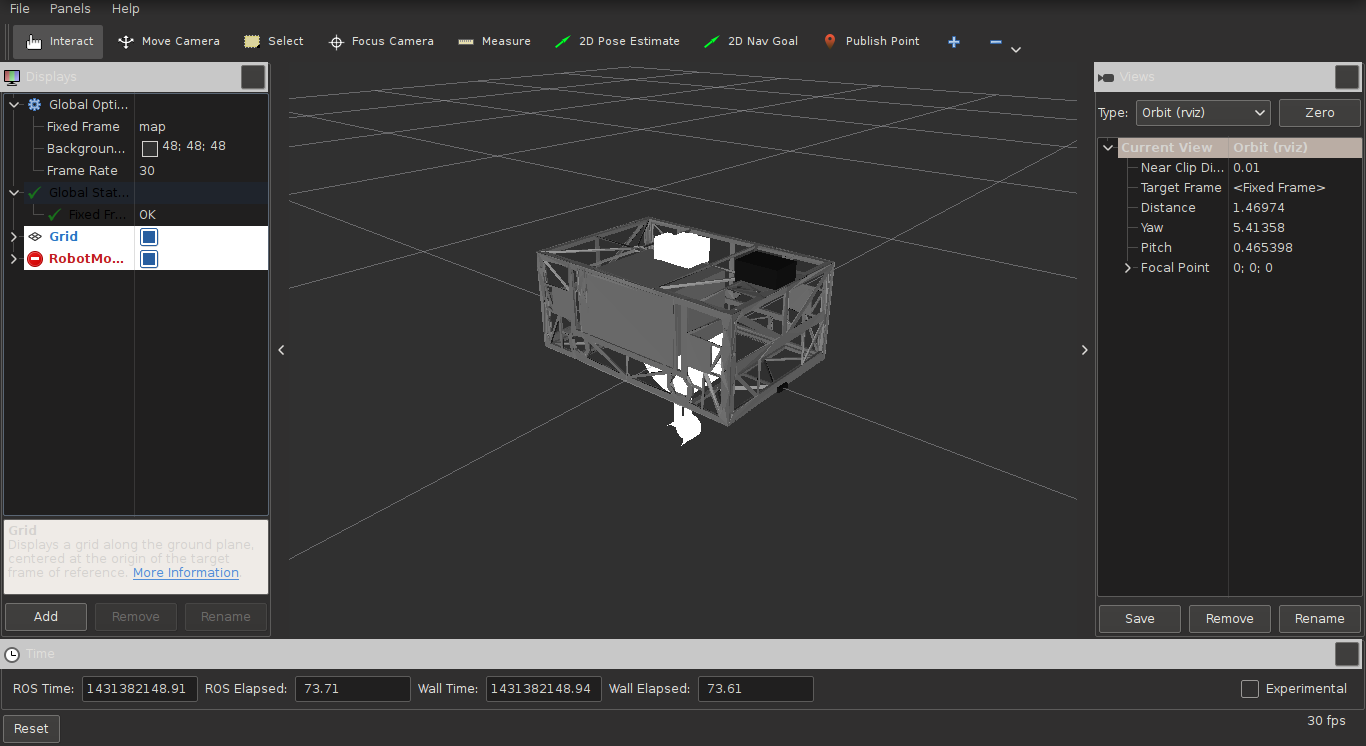 File Panels Help
Interact Move Camera Select Focus Camera Measure 2D Pose Estimate 2D Nav Goal Publish Point
Displays
Global Opti...
Fixed Frame map
Backgroun... 48; 48; 48
Frame Rate 30
Global Stat...
Fixed Fr... OK
Grid
RobotMo...
Grid
Displays a grid along the ground plane,
centered at the origin of the target
frame of reference. More Information.
Add Remove Rename
Views
Type: Orbit (rviz) Zero
Current View Orbit (rviz)
Near Clip Di... 0.01
Target Frame <Fixed Frame>
Distance 1.46974
Yaw 5.41358
Pitch 0.465398
Focal Point 0; 0; 0
Save Remove Rename
Time
ROS Time: 1431382148.91 ROS Elapsed: 73.71 Wall Time: 1431382148.94 Wall Elapsed: 73.61 Experimental
Reset 30 fps